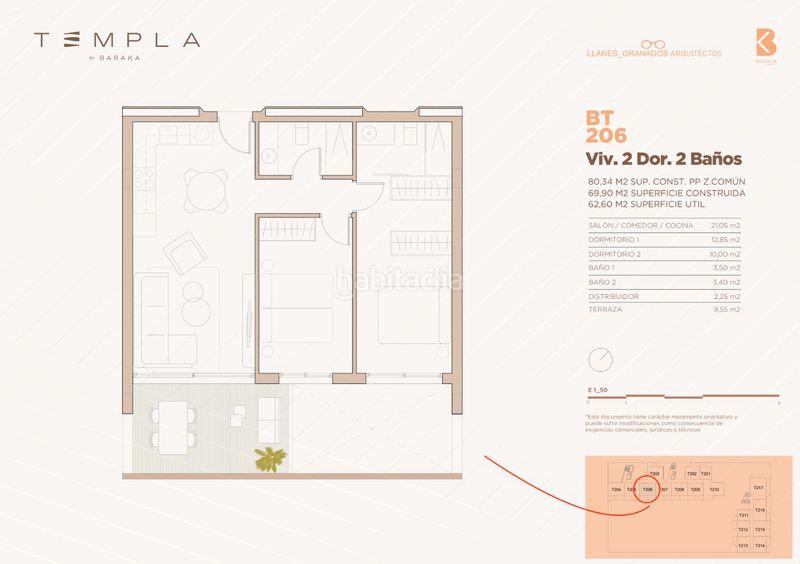 TEMPLA
BY BARAKA
LLANES_GRANADOS ARQUITECTOS
BARAKA
BT
206
Viv. 2 Dor. 2 Baños
80,34 M2 SUP. CONST. PP Z.COMÚN
69,90 M2 SUPERFICIE CONSTRUIDA
62,60 M2 SUPERFICIE UTIL
SALÓN / COMEDOR / COCINA 21,05 m2
DORMITORIO 1 12,85 m2
DORMITORIO 2 10,00 m2
BAÑO 1 3,50 m2
BAÑO 2 3,40 m2
DISTRIBUIDOR 2,25 m2
TERRAZA 9,55 m2
habitaclia
E 1_50
0 1 5
*Este documento tiene carácter meramente orientativo y
puede sufrir modificaciones como consecuencia de
exigencias comerciales, jurídicas o técnicas
T203 T202 T201
T204 T206 T208 T209 T210
T217
T211 T216
T212 T215
T213 T214